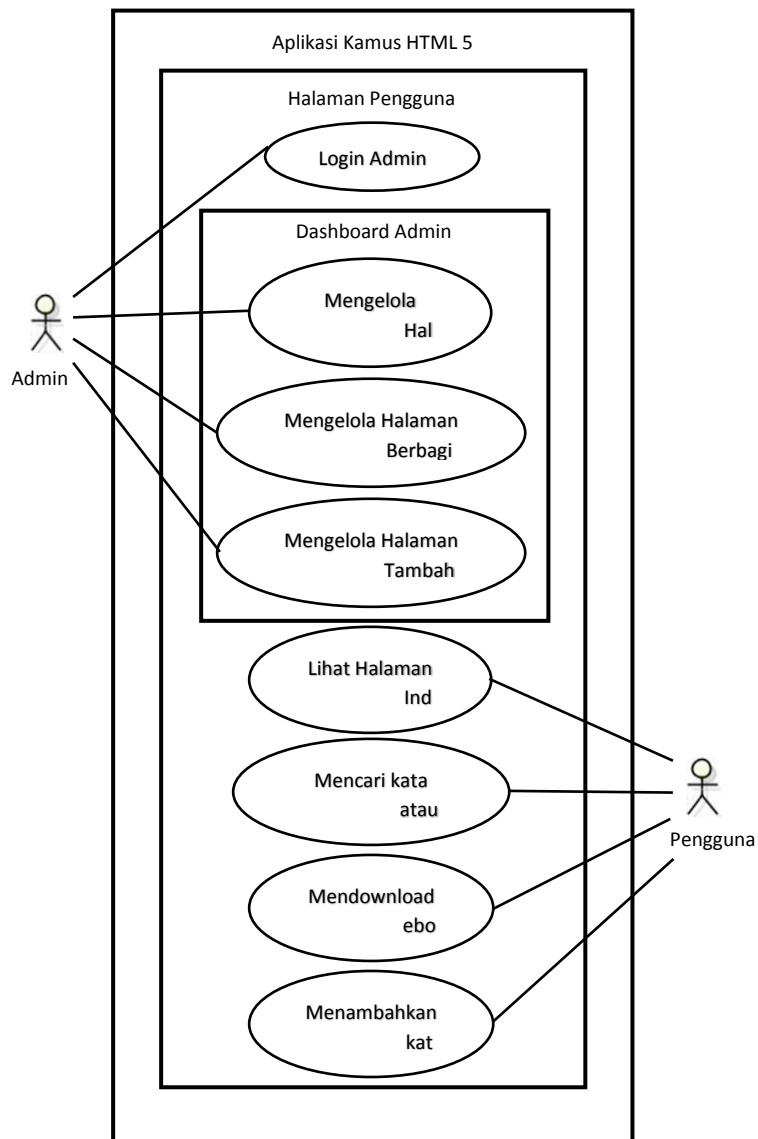 Aplikasi Kamus HTML 5
Halaman Pengguna
Login Admin
Dashboard Admin
Mengelola
Hal
Admin
Mengelola Halaman
Berbagi
Mengelola Halaman
Tambah
Lihat Halaman
Ind
Mencari kata
atau
Pengguna
Mendownload
ebo
Menambahkan
kat